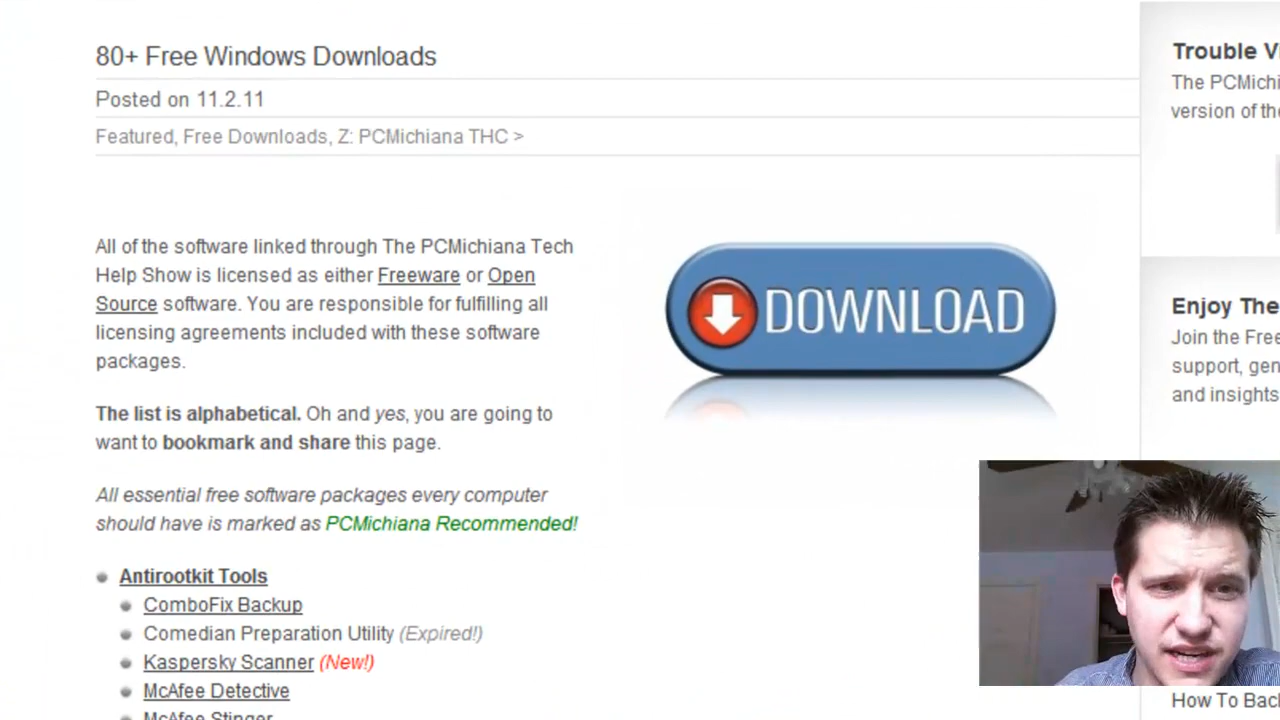 80+ Free Windows Downloads
Posted on 11.2.11
Featured, Free Downloads, Z: PCMichiana THC >
All of the software linked through The PCMichiana Tech
Help Show is licensed as either Freeware or Open
Source software. You are responsible for fulfilling all
licensing agreements included with these software
packages.
DOWNLOAD
The list is alphabetical. Oh and yes, you are going to
want to bookmark and share this page.
All essential free software packages every computer
should have is marked as PCMichiana Recommended!
Antirootkit Tools
ComboFix Backup
Comedian Preparation Utility (Expired!)
Kaspersky Scanner (New!)
McAfee Detective
McAfee Stinger
Trouble V
The PCMichi
version of the
Enjoy The
Join the Free
support, gen
and insights
How To Back